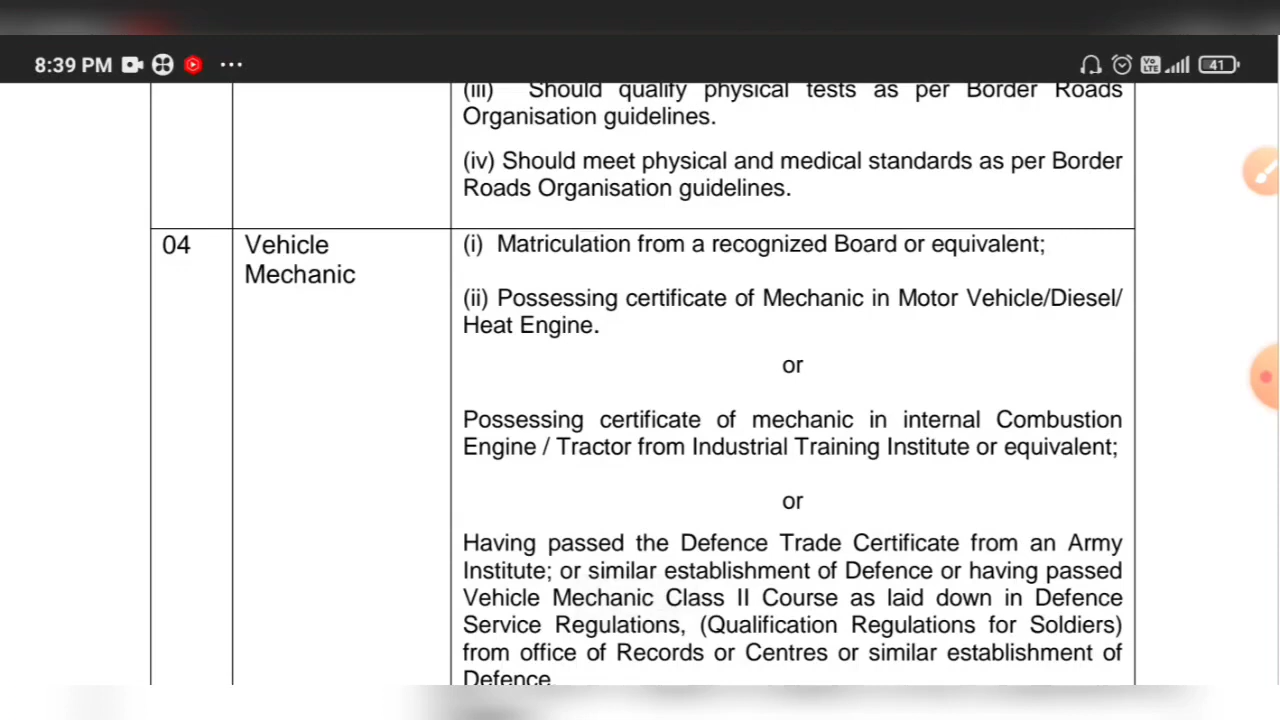 8:39 PM ...
Vo LTE 41
(iii) Should qualify physical tests as per Border Roads
Organisation guidelines.
(iv) Should meet physical and medical standards as per Border
Roads Organisation guidelines.
04 Vehicle (i) Matriculation from a recognized Board or equivalent;
Mechanic
(ii) Possessing certificate of Mechanic in Motor Vehicle/Diesel/
Heat Engine.
or
Possessing certificate of mechanic in internal Combustion
Engine / Tractor from Industrial Training Institute or equivalent;
or
Having passed the Defence Trade Certificate from an Army
Institute; or similar establishment of Defence or having passed
Vehicle Mechanic Class II Course as laid down in Defence
Service Regulations, (Qualification Regulations for Soldiers)
from office of Records or Centres or similar establishment of
Defence.